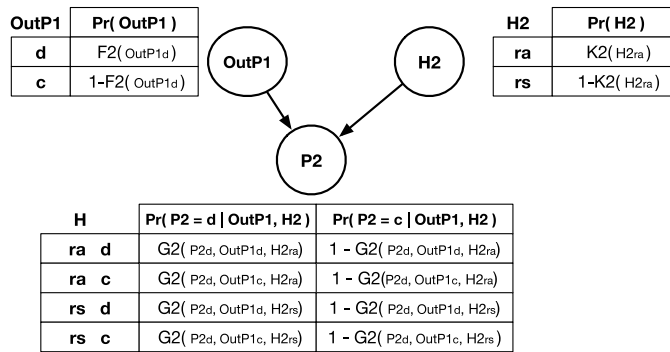 OutP1 Pr( OutP1 )
d F2( OutP1d )
c 1-F2( OutP1d )
OutP1
H2
H2 Pr( H2 )
ra K2( H2ra )
rs 1-K2( H2ra )
P2
H Pr( P2 = d | OutP1, H2 ) Pr( P2 = c | OutP1, H2 )
ra d G2( P2d, OutP1d, H2ra) 1 - G2( P2d, OutP1d, H2ra)
ra c G2( P2d, OutP1c, H2ra) 1 - G2(P2d, OutP1c, H2ra)
rs d G2( P2d, OutP1d, H2rs) 1 - G2( P2d, OutP1d, H2rs)
rs c G2( P2d, OutP1c, H2rs) 1 - G2( P2d, OutP1c, H2rs )